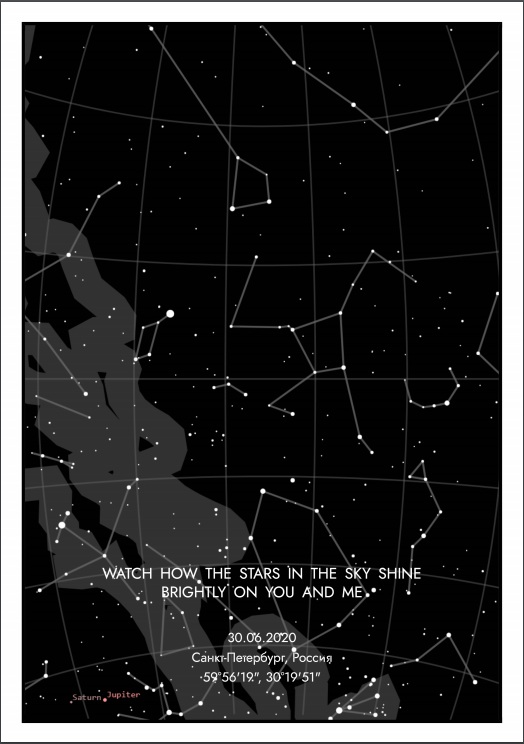 WATCH HOW THE STARS IN THE SKY SHINE
BRIGHTLY ON YOU AND ME
30.06.2020
Санкт-Петербург, Россия
59°56'19", 30°19'51"
Saturn Jupiter